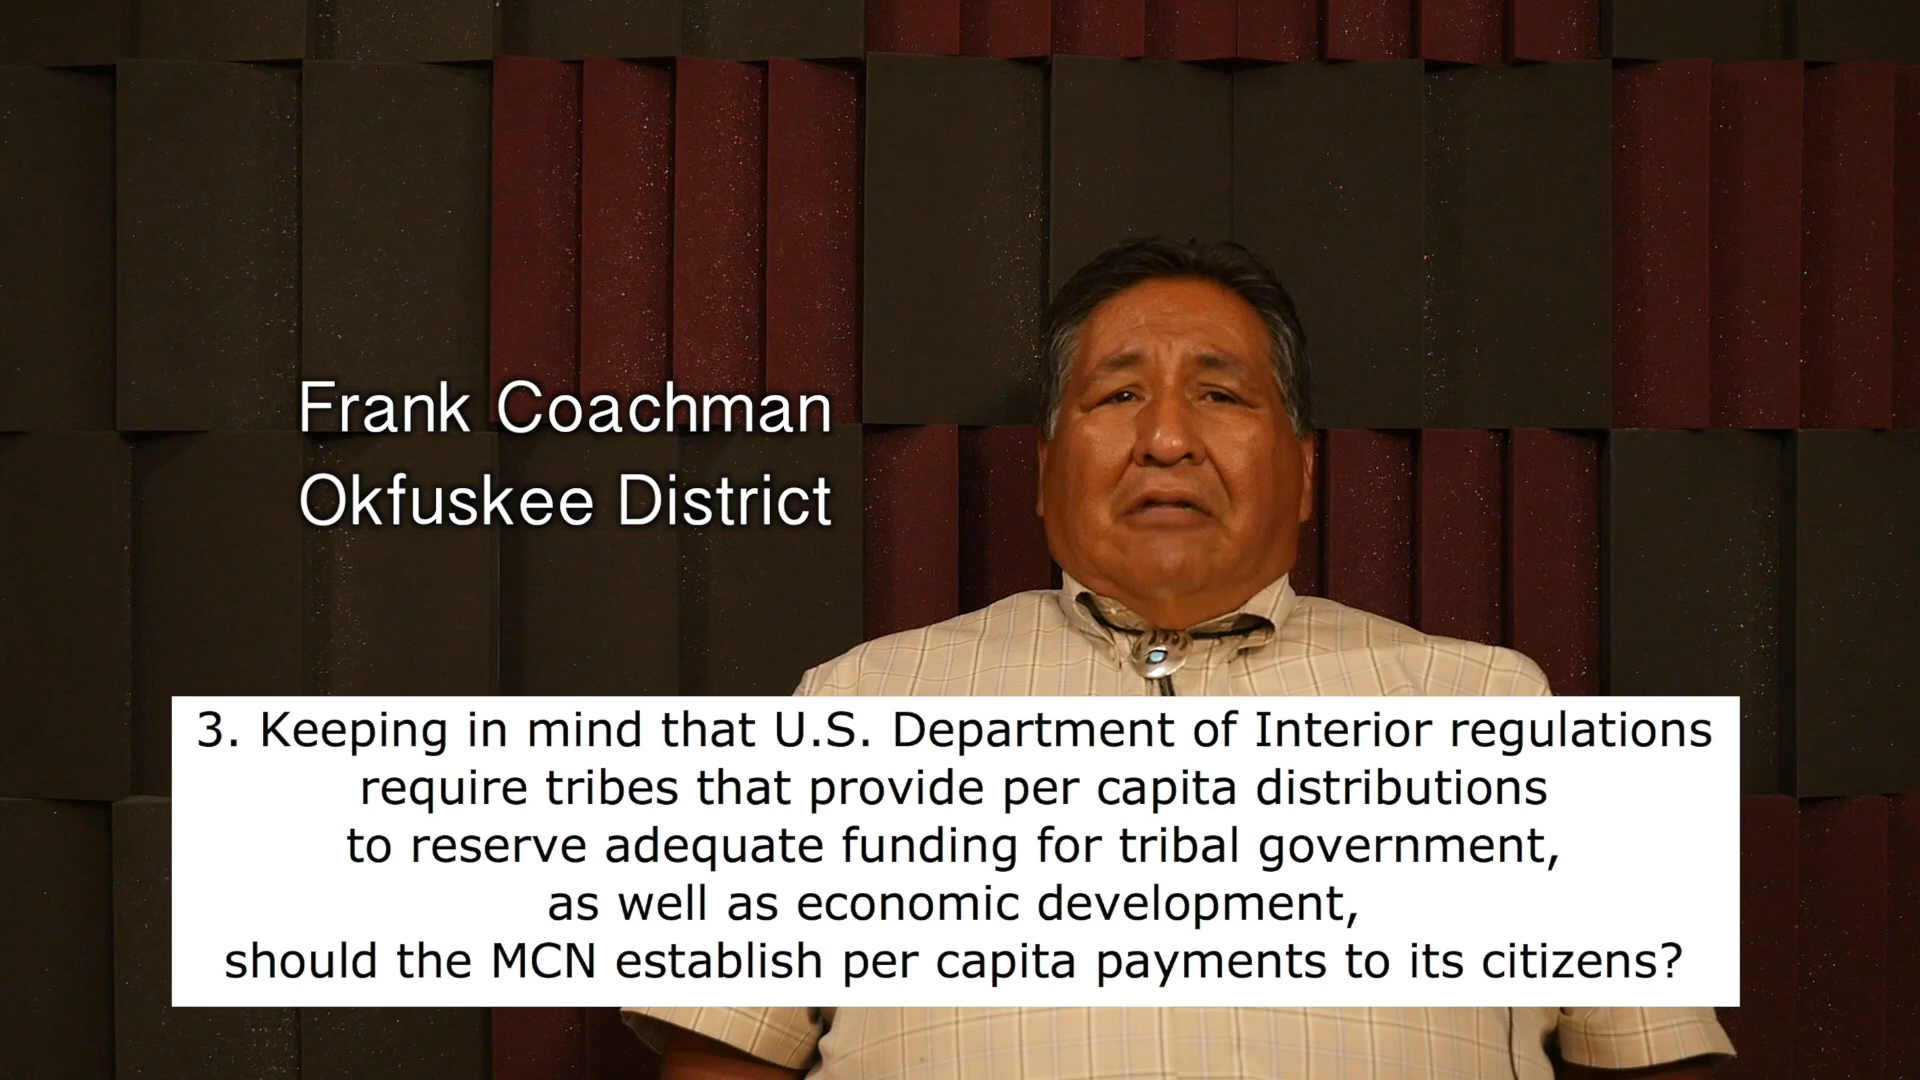 Frank Coachman
Okfuskee District
3. Keeping in mind that U.S. Department of Interior regulations
require tribes that provide per capita distributions
to reserve adequate funding for tribal government,
as well as economic development,
should the MCN establish per capita payments to its citizens?